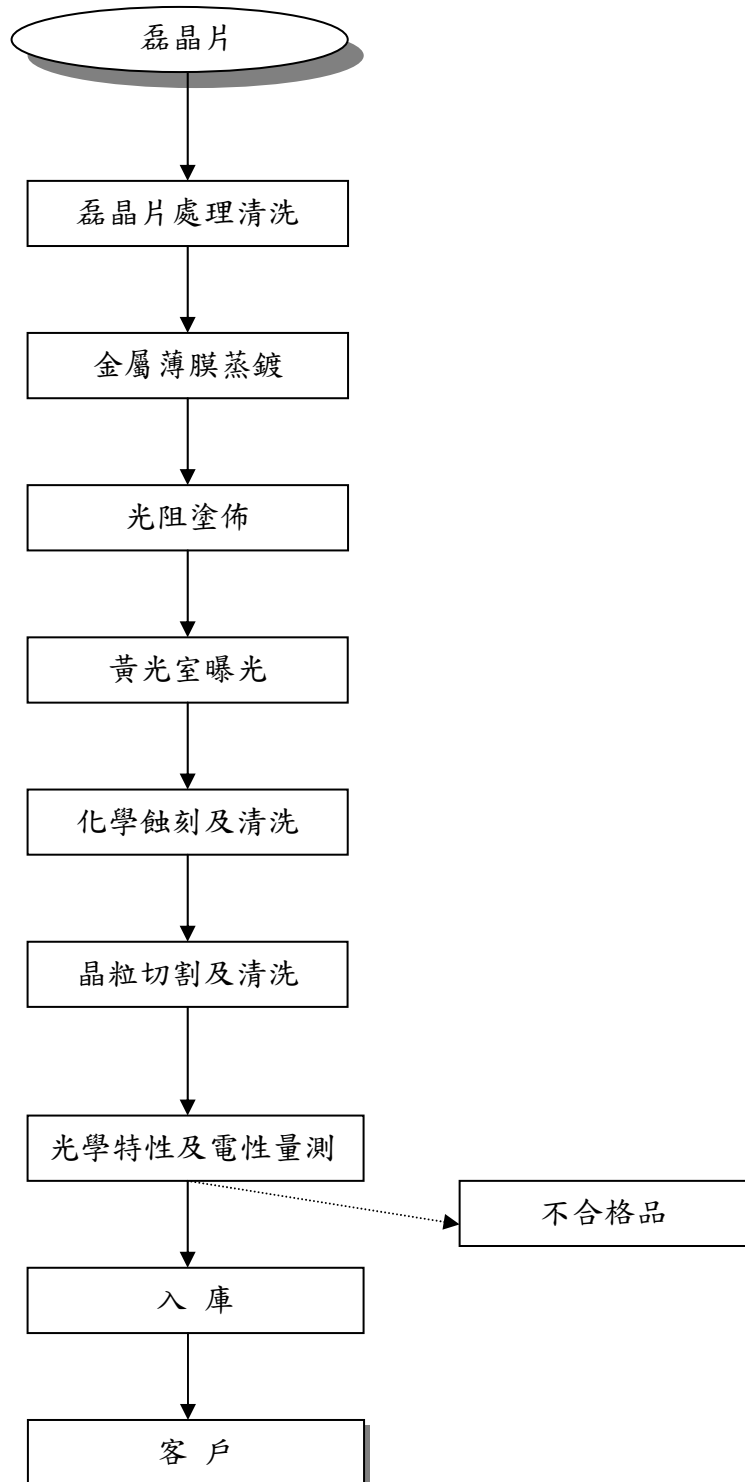 磊晶片
磊晶片處理清洗
金屬薄膜蒸鍍
光阻塗佈
黃光室曝光
化學蝕刻及清洗
晶粒切割及清洗
光學特性及電性量測
不合格品
入 庫
客 戶